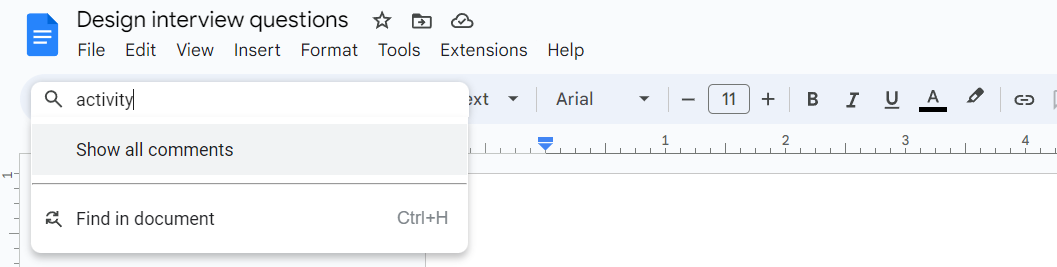 Design interview questions
File Edit View Insert Format Tools Extensions Help
activity
ext Arial 11 B I U A
Show all comments
1 2 3 4
1
Find in document Ctrl+H